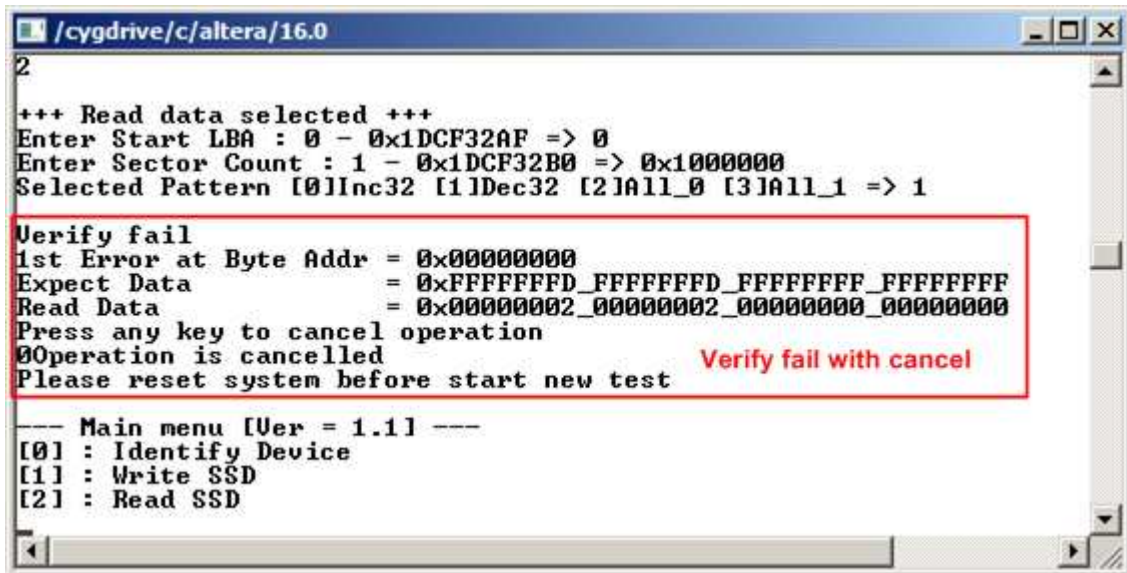 /cygdrive/c/altera/16.0
2
+++ Read data selected +++
Enter Start LBA : 0 - 0x1DCF32AF => 0
Enter Sector Count : 1 - 0x1DCF32B0 => 0x1000000
Selected Pattern [0]Inc32 [1]Dec32 [2]All_0 [3]All_1 => 1
Verify fail
1st Error at Byte Addr = 0x00000000
Expect Data            = 0xFFFFFFFD_FFFFFFFD_FFFFFFFF_FFFFFFFF
Read Data              = 0x00000002_00000002_00000000_00000000
Press any key to cancel operation
0Operation is cancelled
Verify fail with cancel
Please reset system before start new test
--- Main menu [Ver = 1.1] ---
[0] : Identify Device
[1] : Write SSD
[2] : Read SSD